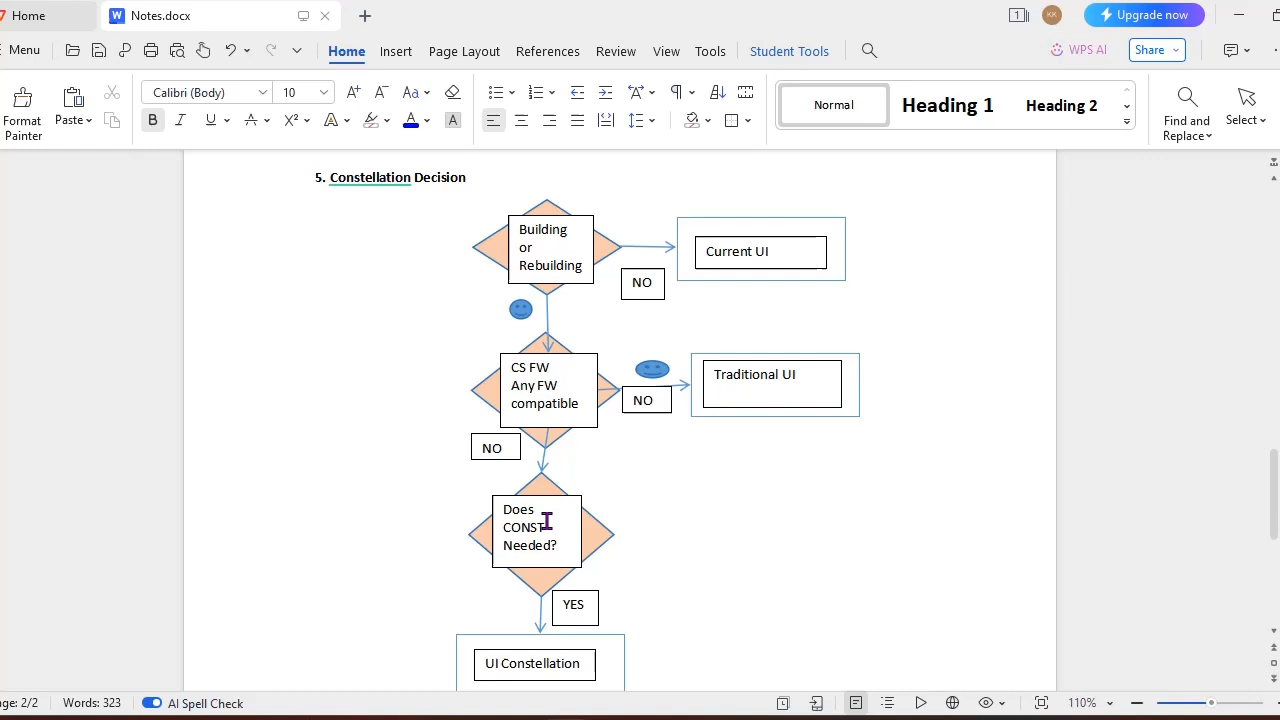 Home
W Notes.docx
1
KK
Upgrade now
Menu
Home Insert Page Layout References Review View Tools Student Tools
WPS AI
Share
Format Painter
Paste
Calibri (Body) 10
Normal
Heading 1
Heading 2
Find and Replace
Select
5. Constellation Decision
Building
or
Rebuilding
Current UI
NO
CS FW
Any FW
compatible
Traditional UI
NO
NO
Does
CONST
Needed?
YES
UI Constellation
ge: 2/2 Words: 323 AI Spell Check
110%